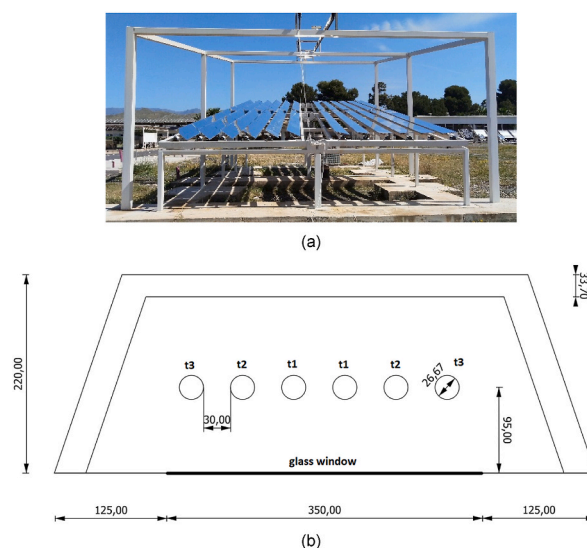 (a)
33,70
220,00
t3 t2 t1 t1 t2 t3
26,67
30,00
95,00
glass window
125,00 350,00 125,00
(b)